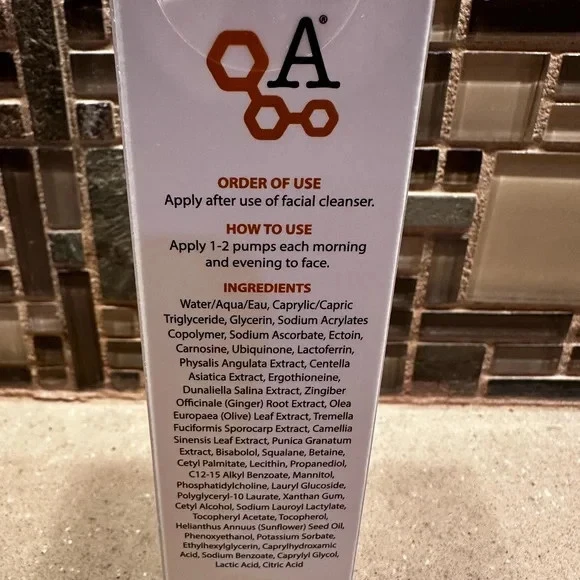 A®
ORDER OF USE
Apply after use of facial cleanser.
HOW TO USE
Apply 1-2 pumps each morning
and evening to face.
INGREDIENTS
Water/Aqua/Eau, Caprylic/Capric
Triglyceride, Glycerin, Sodium Acrylates
Copolymer, Sodium Ascorbate, Ectoin,
Carnosine, Ubiquinone, Lactoferrin,
Physalis Angulata Extract, Centella
Asiatica Extract, Ergothioneine,
Dunaliella Salina Extract, Zingiber
Officinale (Ginger) Root Extract, Olea
Europaea (Olive) Leaf Extract, Tremella
Fuciformis Sporocarp Extract, Camellia
Sinensis Leaf Extract, Punica Granatum
Extract, Bisabolol, Squalane, Betaine,
Cetyl Palmitate, Lecithin, Propanediol,
C12-15 Alkyl Benzoate, Mannitol,
Phosphatidylcholine, Lauryl Glucoside,
Polyglyceryl-10 Laurate, Xanthan Gum,
Cetyl Alcohol, Sodium Lauroyl Lactylate,
Tocopheryl Acetate, Tocopherol,
Helianthus Annuus (Sunflower) Seed Oil,
Phenoxyethanol, Potassium Sorbate,
Ethylhexylglycerin, Caprylhydroxamic
Acid, Sodium Benzoate, Caprylyl Glycol,
Lactic Acid, Citric Acid